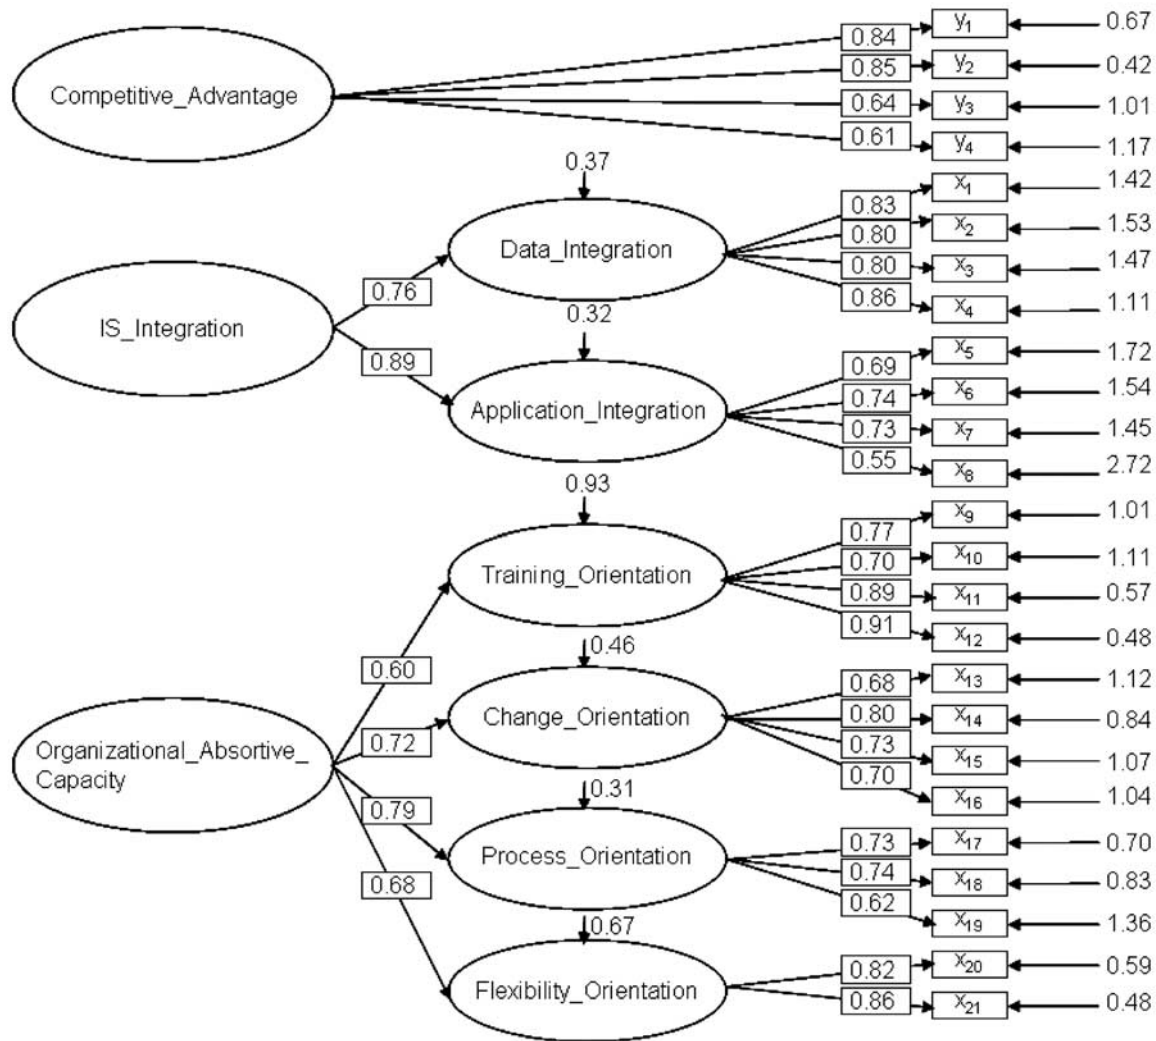 Competitive_Advantage
0.84
y1
0.67
0.85
y2
0.42
0.64
y3
1.01
0.61
y4
1.17
IS_Integration
0.76
0.89
0.37
Data_Integration
0.83
x1
1.42
0.80
x2
1.53
0.80
x3
1.47
0.86
x4
1.11
0.32
Application_Integration
0.69
x5
1.72
0.74
x6
1.54
0.73
x7
1.45
0.55
x8
2.72
Organizational_Absortive_
Capacity
0.60
0.72
0.79
0.68
0.93
Training_Orientation
0.77
x9
1.01
0.70
x10
1.11
0.89
x11
0.57
0.91
x12
0.48
0.46
Change_Orientation
0.68
x13
1.12
0.80
x14
0.84
0.73
x15
1.07
0.70
x16
1.04
0.31
Process_Orientation
0.73
x17
0.70
0.74
x18
0.83
0.62
x19
1.36
0.67
Flexibility_Orientation
0.82
x20
0.59
0.86
x21
0.48